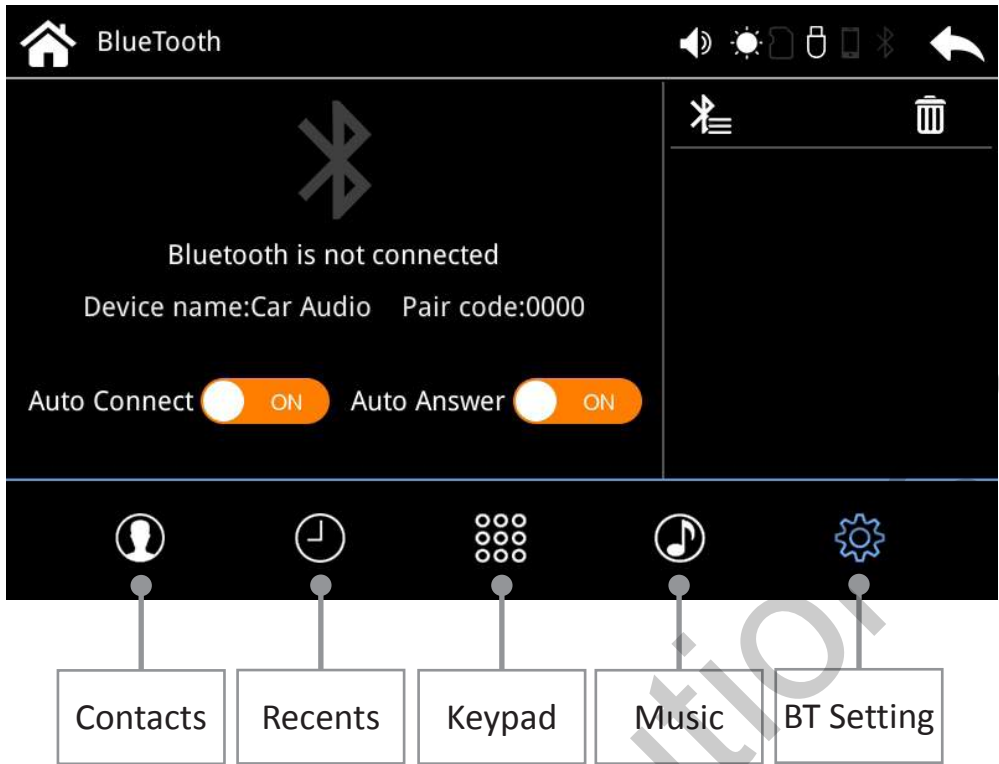 BlueTooth
Bluetooth is not connected
Device name:Car Audio Pair code:0000
Auto Connect ON Auto Answer ON
Contacts Recents Keypad Music BT Setting